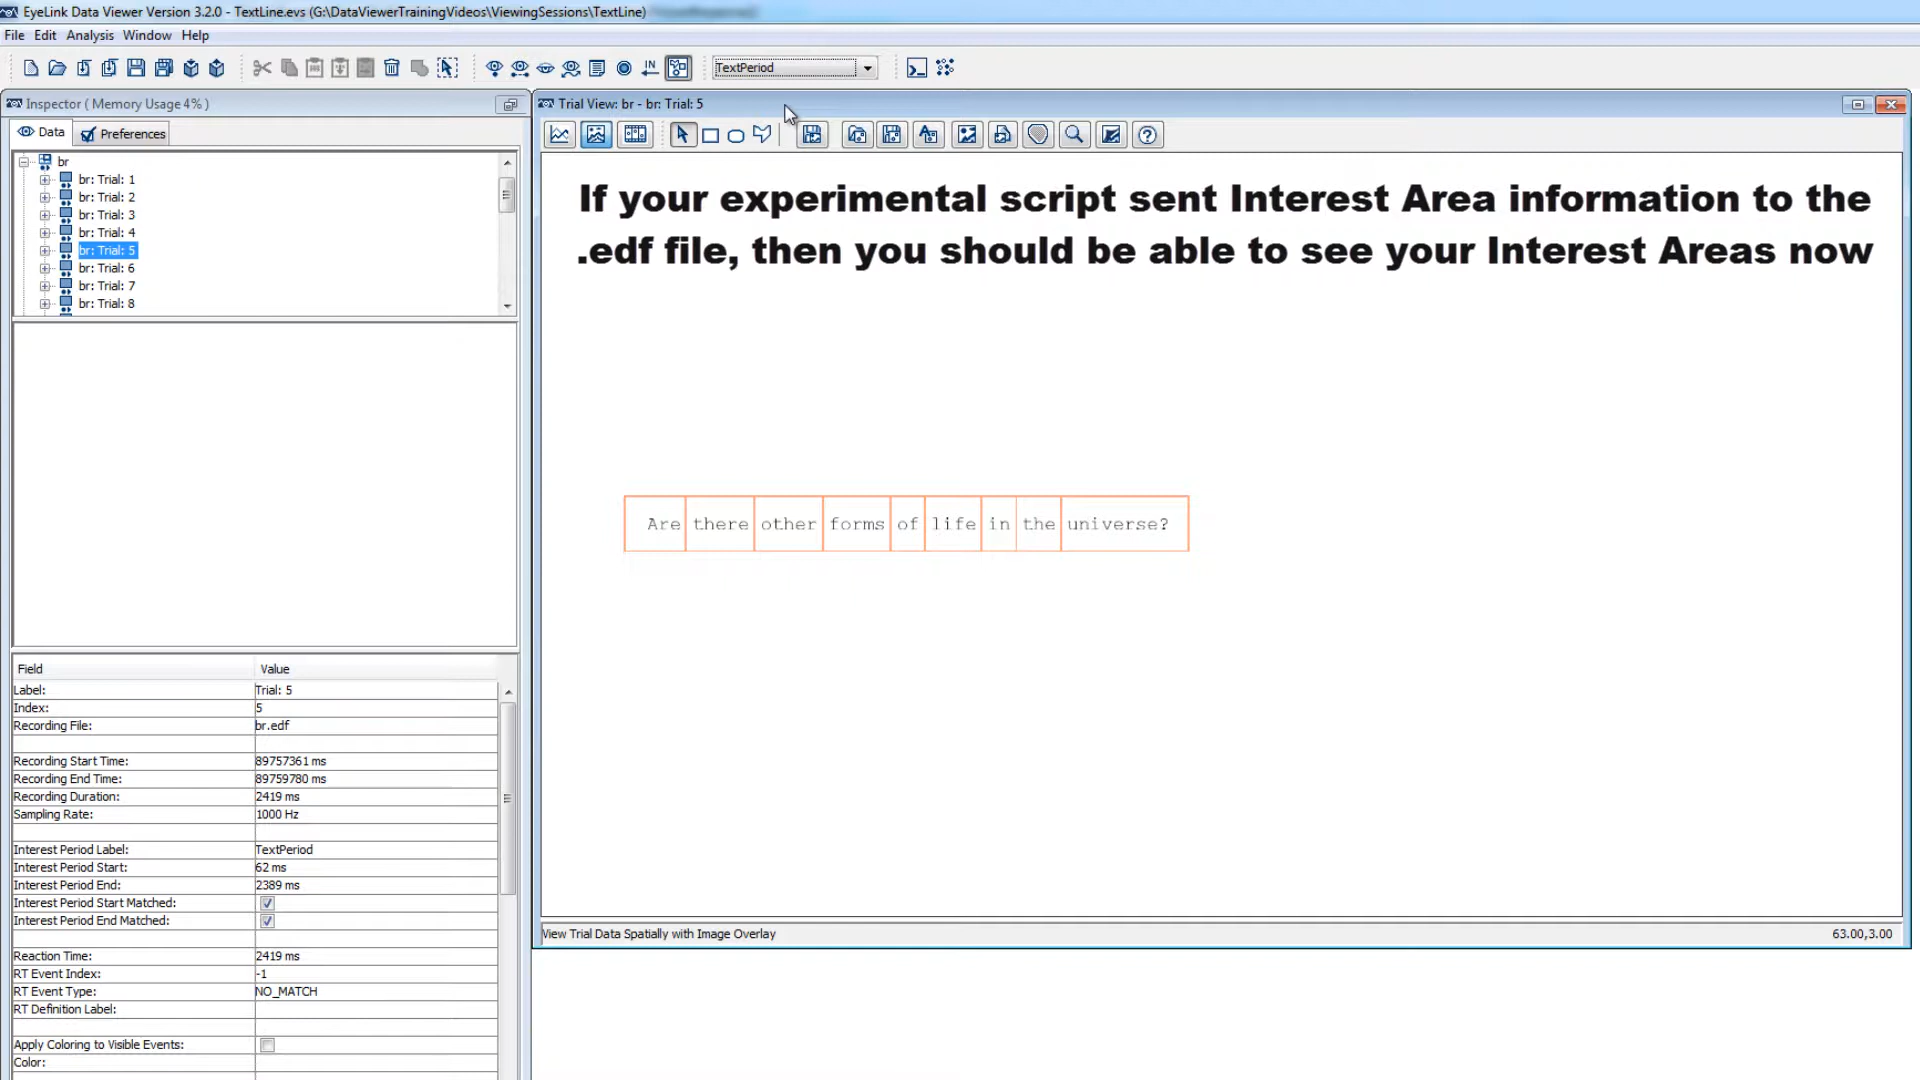 EyeLink Data Viewer Version 3.2.0 - TextLine.evs (G:\DataViewerTrainingVideos\ViewingSessions\TextLine)
File Edit Analysis Window Help
IN TextPeriod
Inspector ( Memory Usage 4% )
Data Preferences
br
br: Trial: 1
br: Trial: 2
br: Trial: 3
br: Trial: 4
br: Trial: 5
br: Trial: 6
br: Trial: 7
br: Trial: 8
Field Value
Label: Trial: 5
Index: 5
Recording File: br.edf
Recording Start Time: 89757361 ms
Recording End Time: 89759780 ms
Recording Duration: 2419 ms
Sampling Rate: 1000 Hz
Interest Period Label: TextPeriod
Interest Period Start: 62 ms
Interest Period End: 2389 ms
Interest Period Start Matched:
Interest Period End Matched:
Reaction Time: 2419 ms
RT Event Index: -1
RT Event Type: NO_MATCH
RT Definition Label:
Apply Coloring to Visible Events:
Color:
Trial View: br - br: Trial: 5
If your experimental script sent Interest Area information to the
.edf file, then you should be able to see your Interest Areas now
Are there other forms of life in the universe?
View Trial Data Spatially with Image Overlay
63.00,3.00